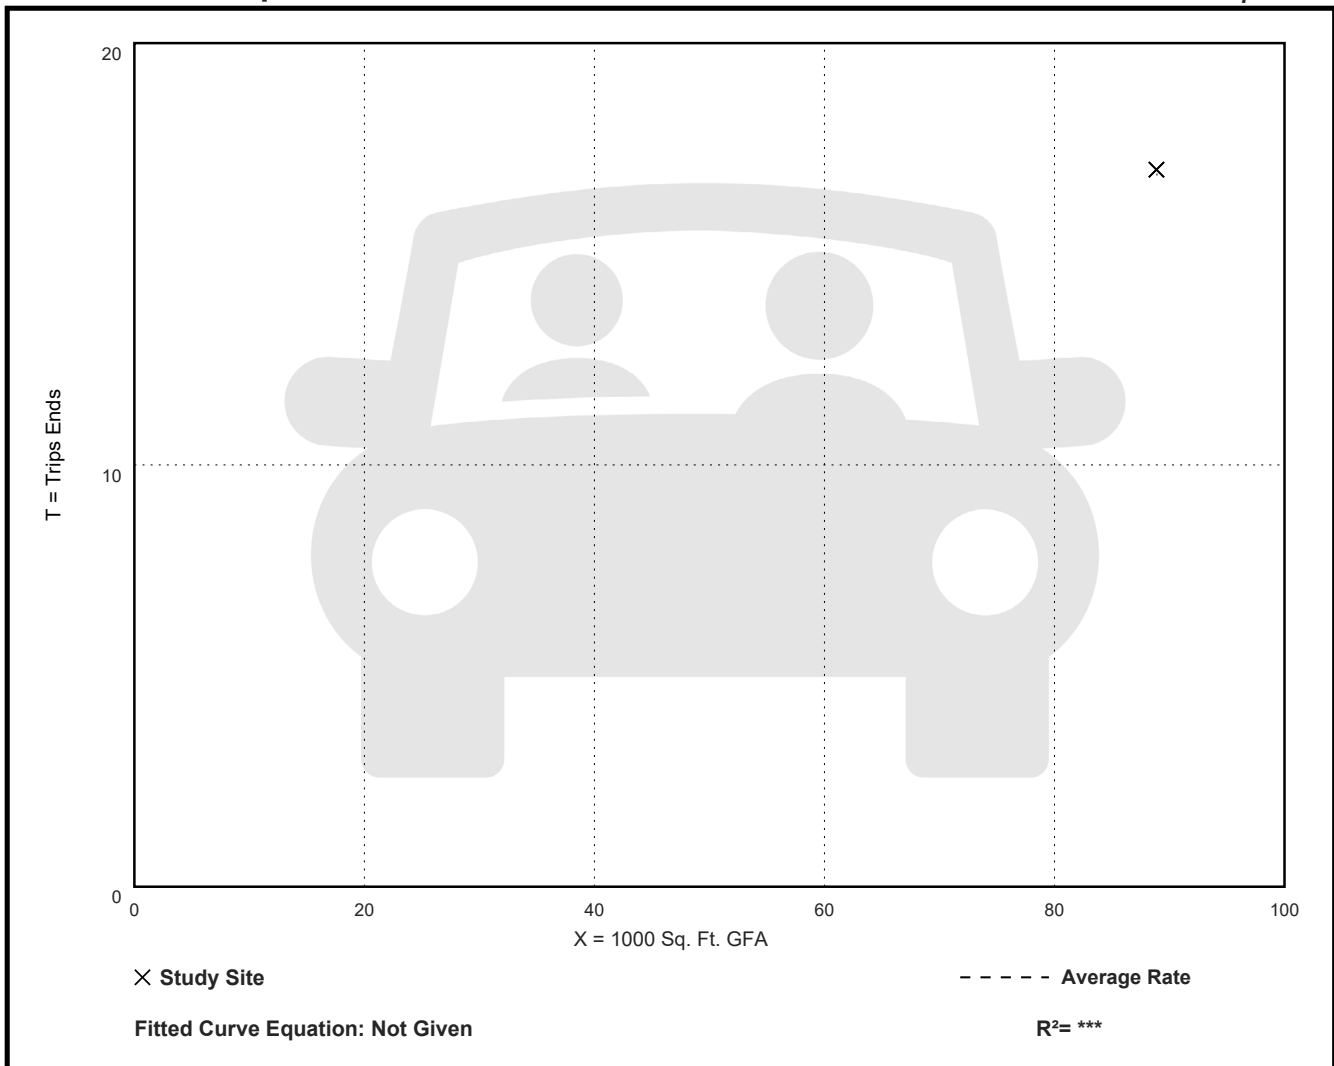 20
10
0
T = Trips Ends
0 20 40 60 80 100
X = 1000 Sq. Ft. GFA
Study Site
Average Rate
Fitted Curve Equation: Not Given
R²= ***